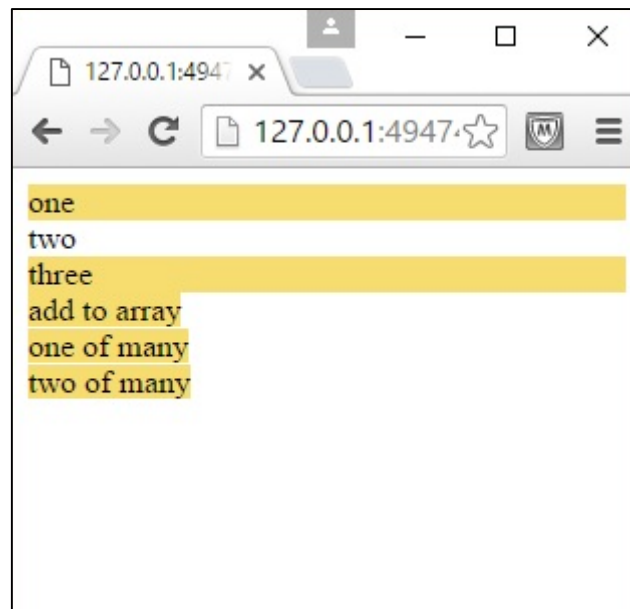 127.0.0.1:4947
127.0.0.1:4947
one
two
three
add to array
one of many
two of many